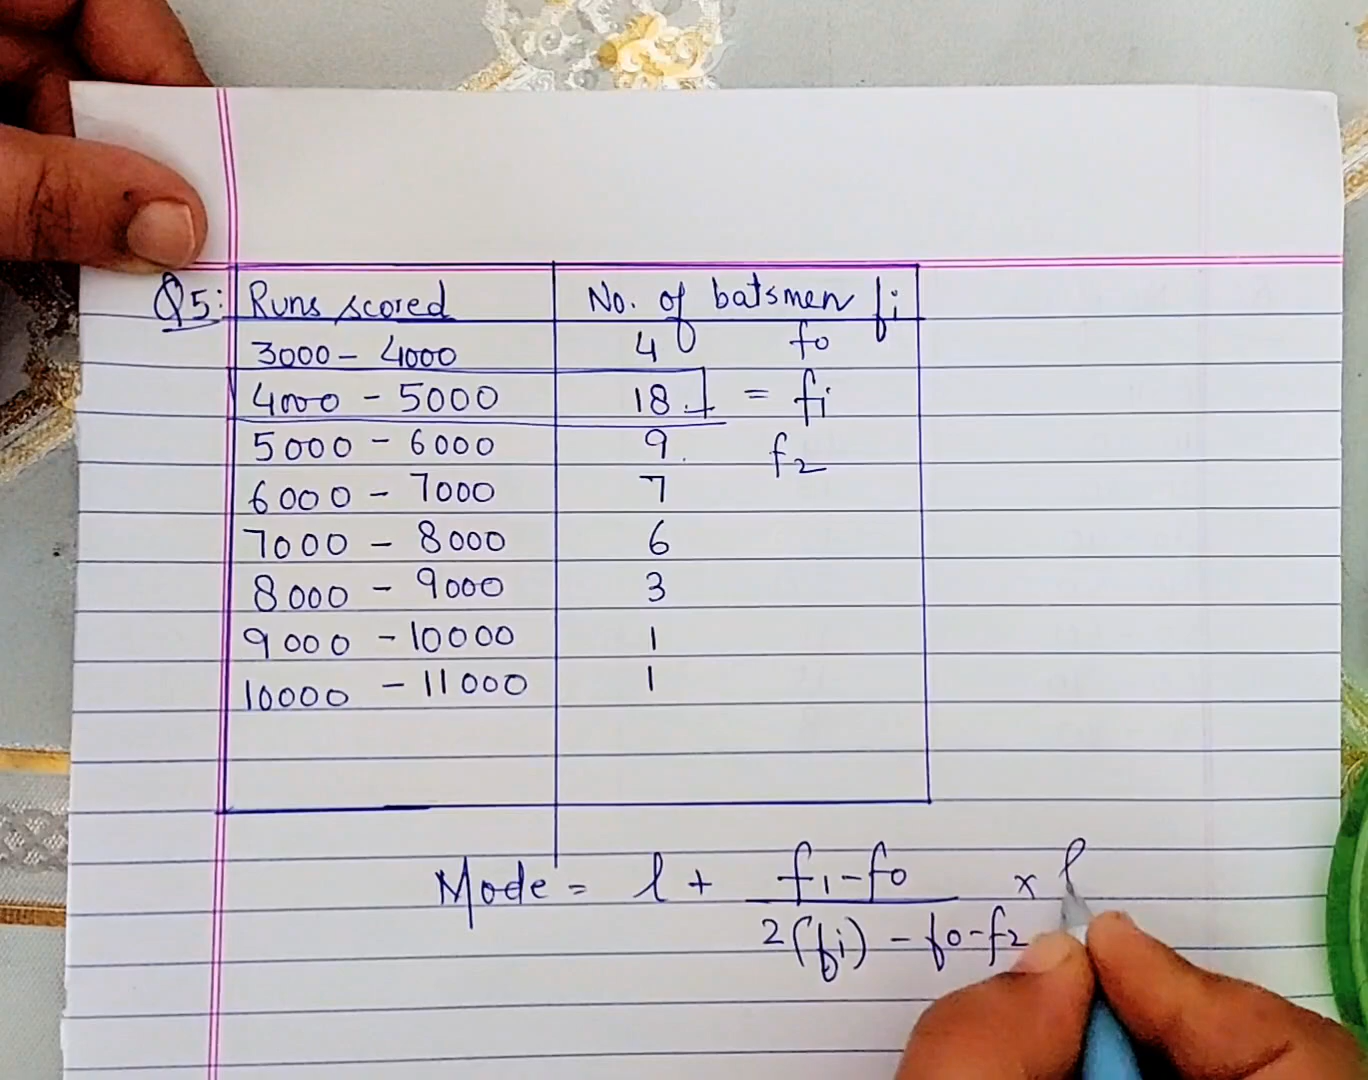 Q5: Runs scored No. of batsmen fi
3000 - 4000 4 f0
4000 - 5000 18 = fi
5000 - 6000 9 f2
6000 - 7000 7
7000 - 8000 6
8000 - 9000 3
9000 - 10000 1
10000 - 11000 1
Mode = l + f1-f0 ×
2(fi) - f0-f2